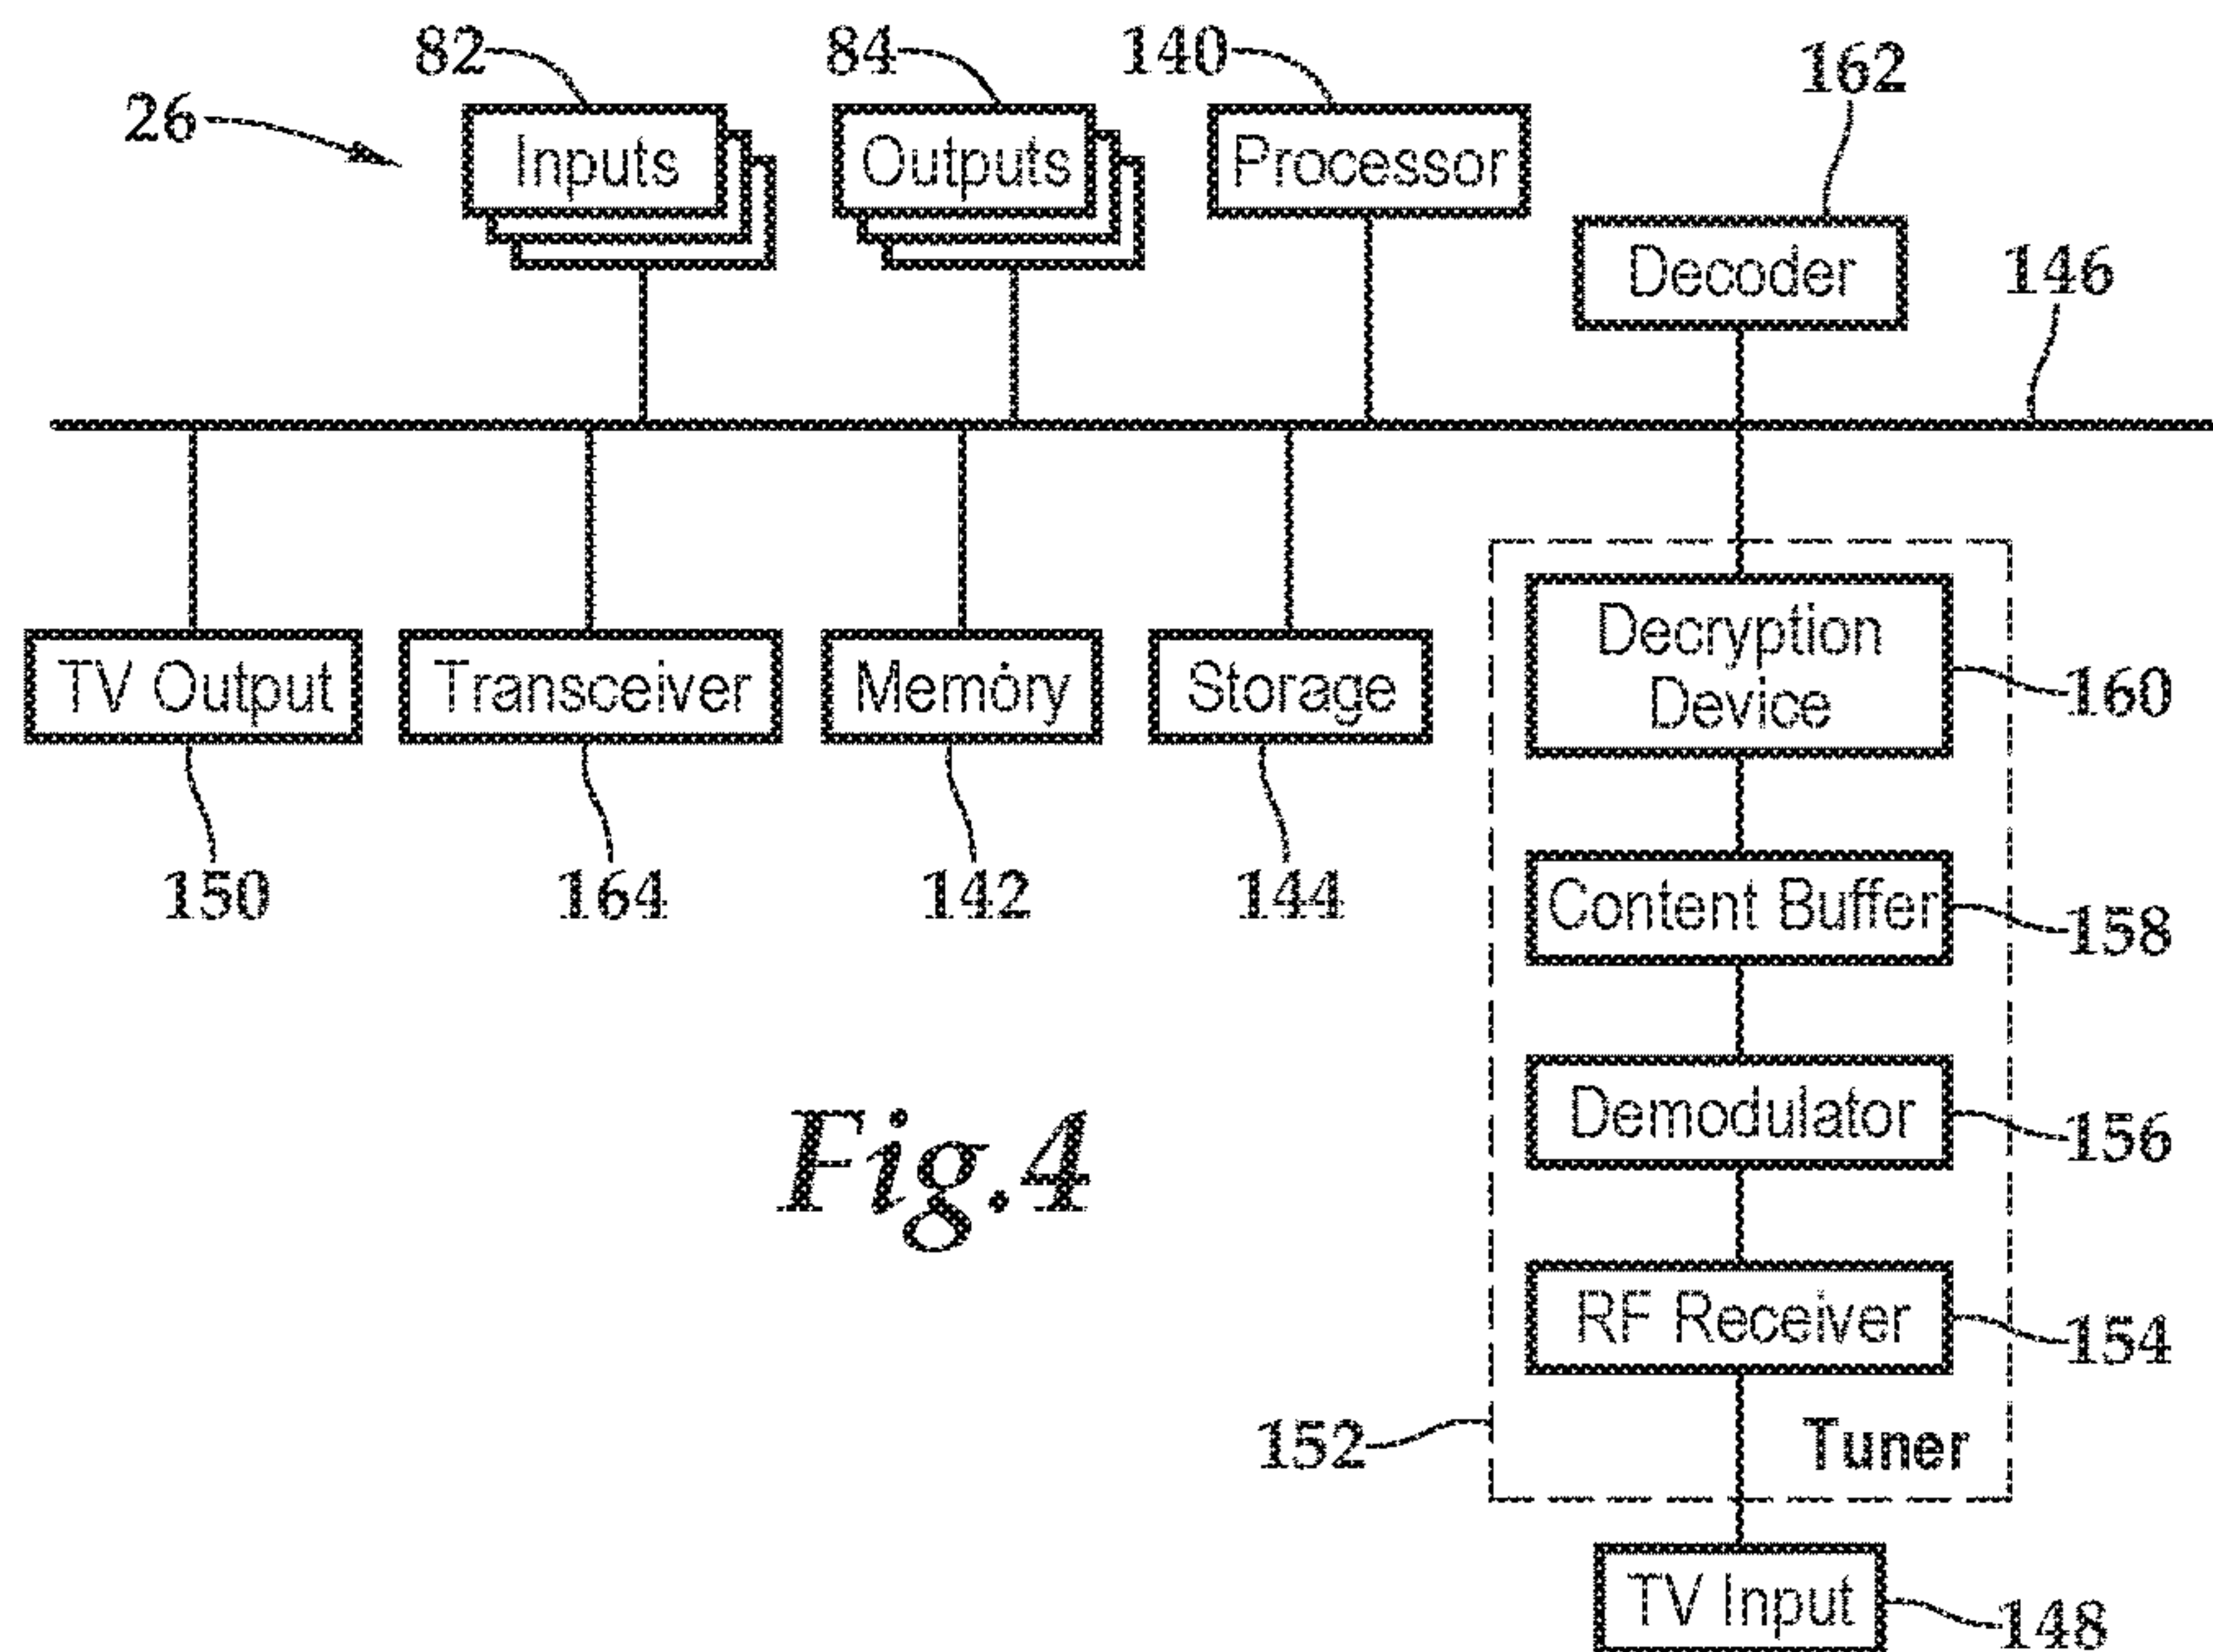 82
84
140
162
26
Inputs
Outputs
Processor
Decoder
146
TV Output
Transceiver
Memory
Storage
Decryption
Device
160
150
164
142
144
Content Buffer
158
Demodulator
156
Fig.4
RF Receiver
154
152
Tuner
TV Input
148